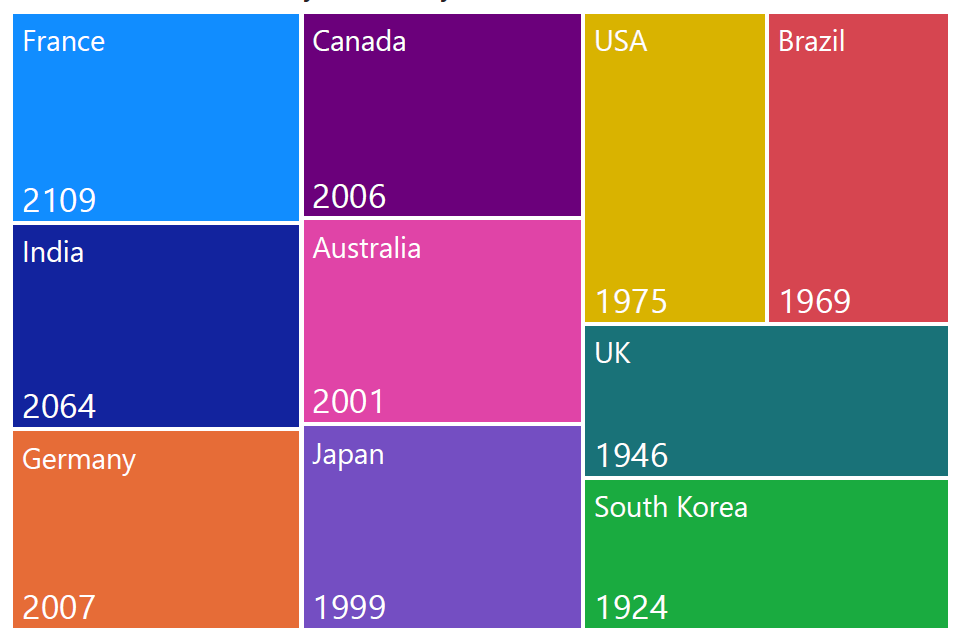 France
2109
India
2064
Germany
2007
Canada
2006
Australia
2001
Japan
1999
USA
1975
Brazil
1969
UK
1946
South Korea
1924